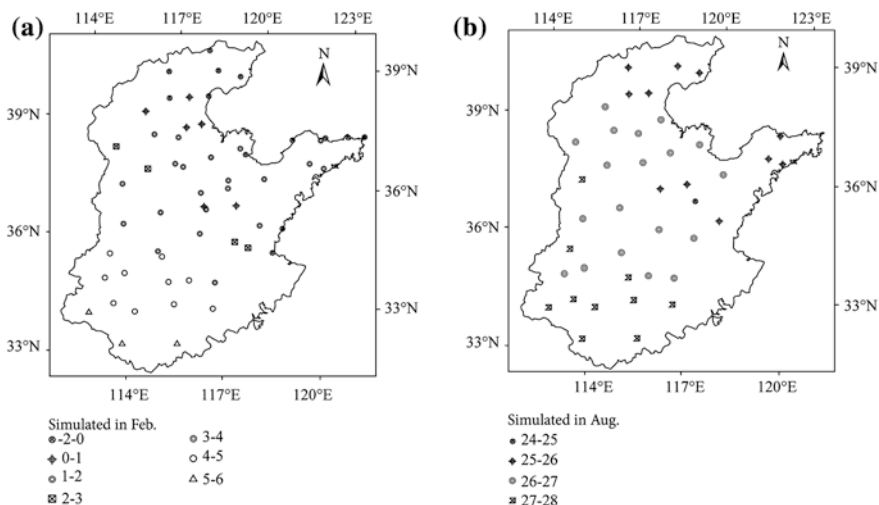 (a)
114°E 117°E 120°E 123°E
N
39°N
39°N
36°N
36°N
33°N
33°N
114°E 117°E 120°E
Simulated in Feb.
-2-0
0-1
1-2
2-3
3-4
4-5
5-6
(b)
114°E 117°E 120°E 123°E
N
39°N
39°N
36°N
36°N
33°N
33°N
114°E 117°E 120°E
Simulated in Aug.
24-25
25-26
26-27
27-28